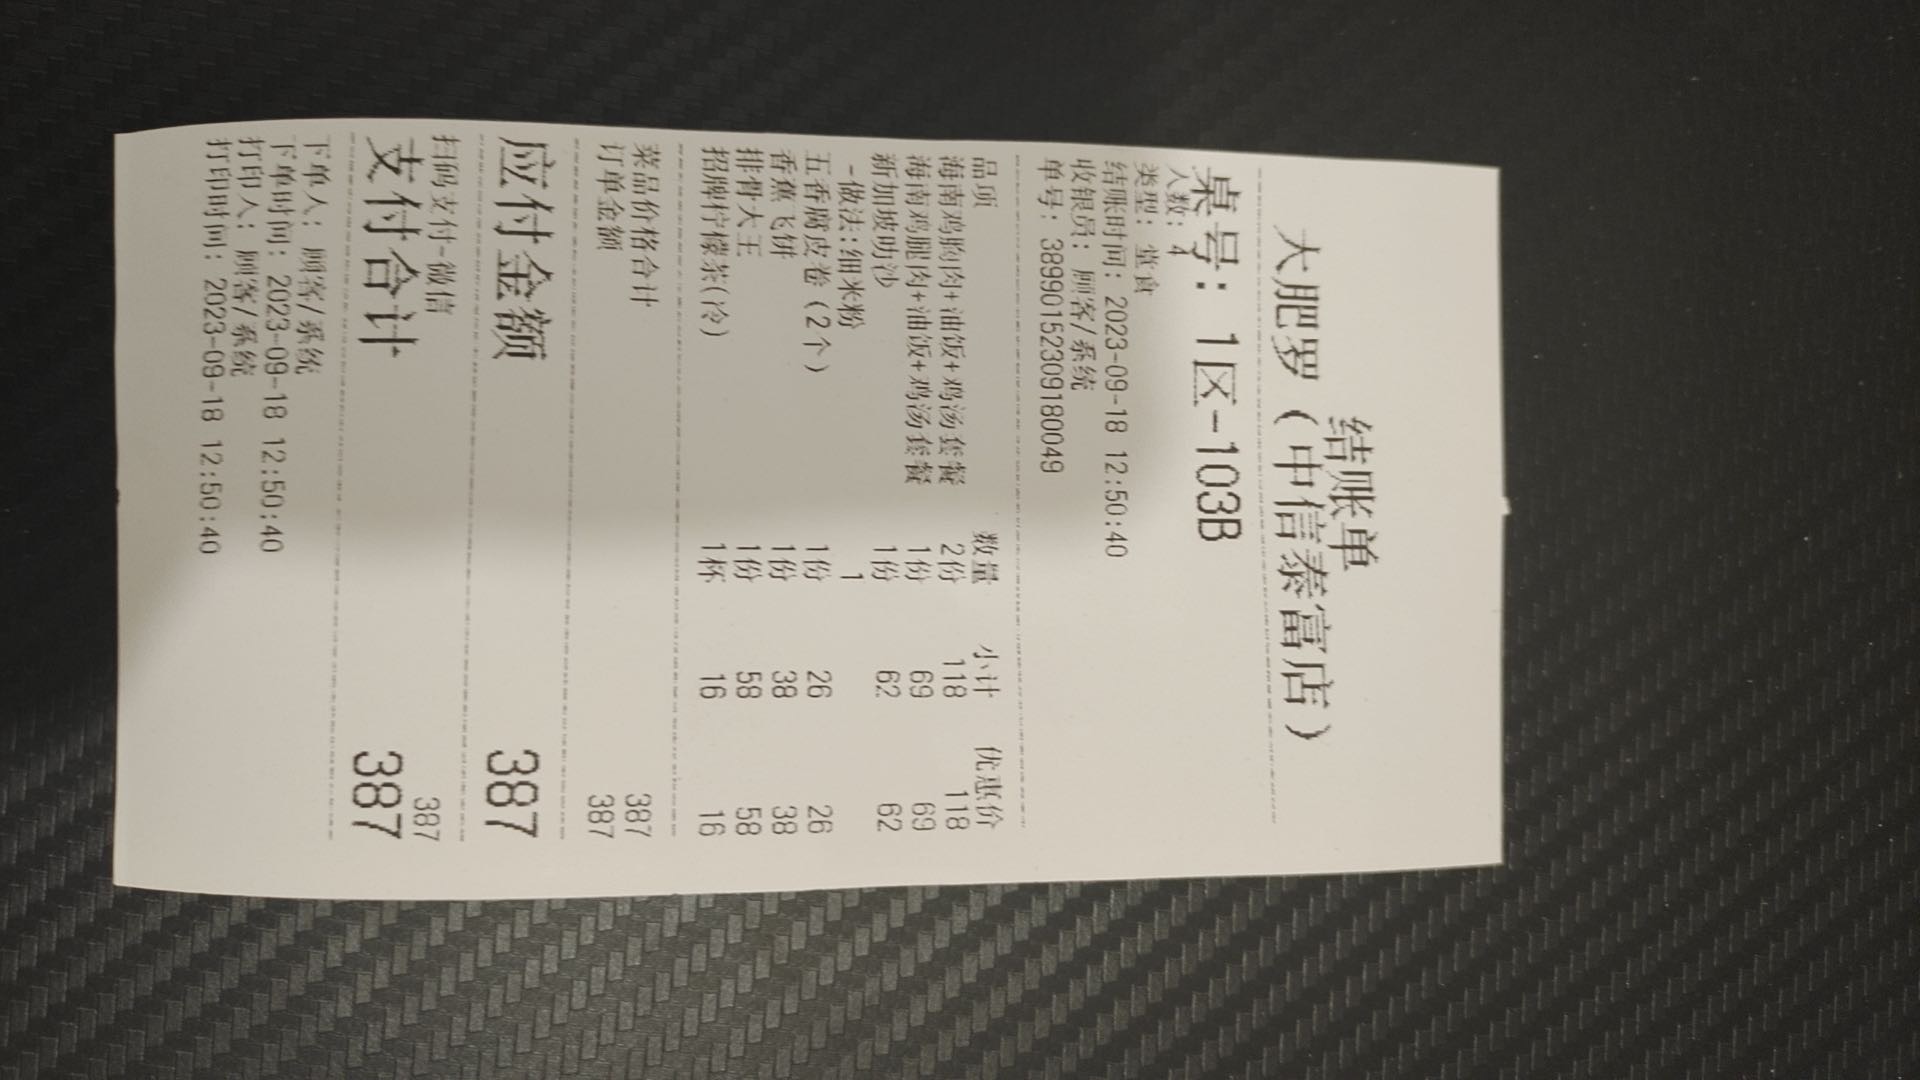 结账单
大肥罗(中信泰富店)
桌号: 1区-103B
人数: 4
类型: 堂食
结账时间: 2023-09-18 12:50:40
收银员: 顾客/系统
单号: 38990152309180049
品项 数量 小计 优惠价
海南鸡胸肉+油饭+鸡汤套餐 2份 118 118
海南鸡腿肉+油饭+鸡汤套餐 1份 69 69
新加坡叻沙 1份 62 62
-做法:细米粉 1
五香腐皮卷(2个) 1份 26 26
香蕉飞饼 1份 38 38
排骨大王 1份 58 58
招牌柠檬茶(冷) 1杯 16 16
菜品价格合计 387
订单金额 387
应付金额 387
扫码支付-微信 387
支付合计 387
下单人: 顾客/系统
下单时间: 2023-09-18 12:50:40
打印人: 顾客/系统
打印时间: 2023-09-18 12:50:40